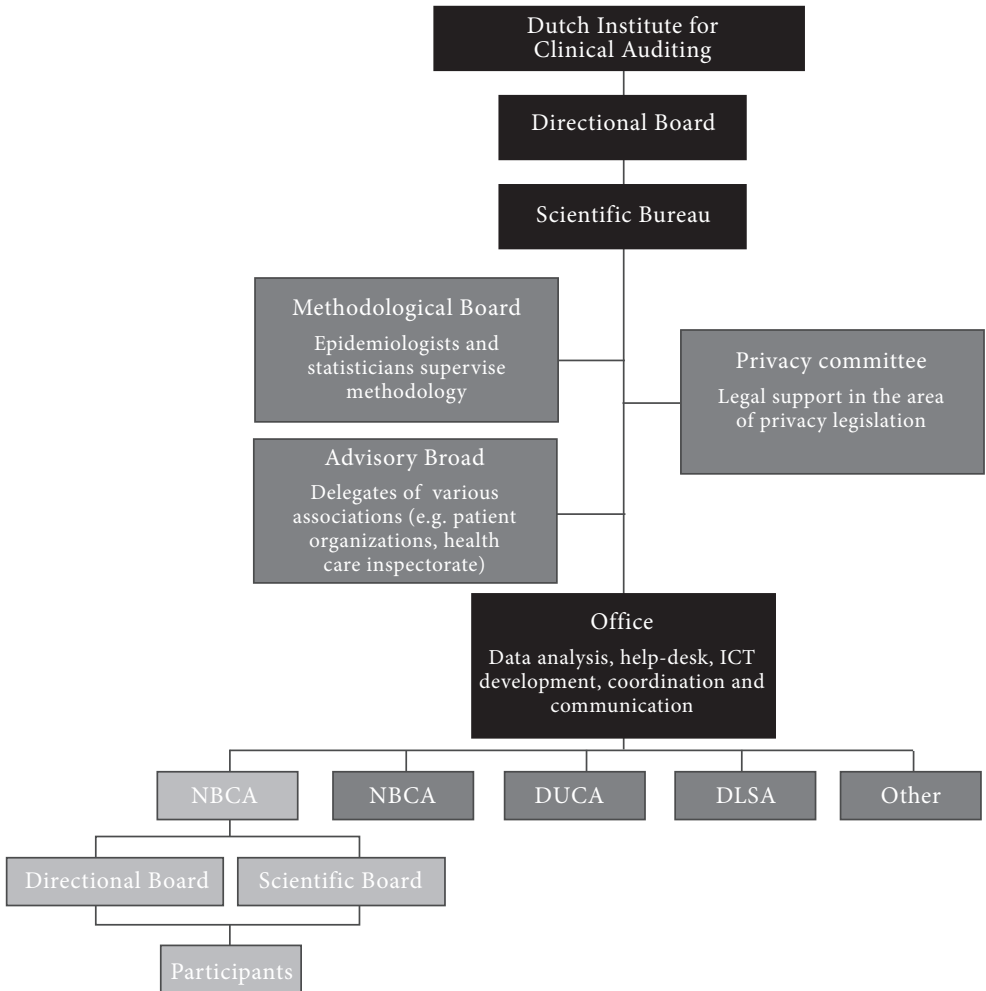 Dutch Institute for
Clinical Auditing
Directional Board
Scientific Bureau
Methodological Board
Epidemiologists and
statisticians supervise
methodology
Privacy committee
Legal support in the area
of privacy legislation
Advisory Broad
Delegates of various
associations (e.g. patient
organizations, health
care inspectorate)
Office
Data analysis, help-desk, ICT
development, coordination and
communication
NBCA
NBCA
DUCA
DLSA
Other
Directional Board
Scientific Board
Participants